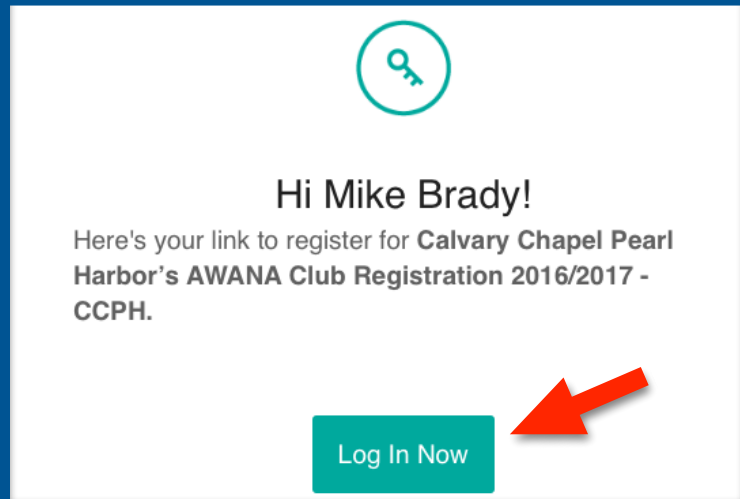 Hi Mike Brady!
Here's your link to register for Calvary Chapel Pearl
Harbor’s AWANA Club Registration 2016/2017 -
CCPH.
Log In Now